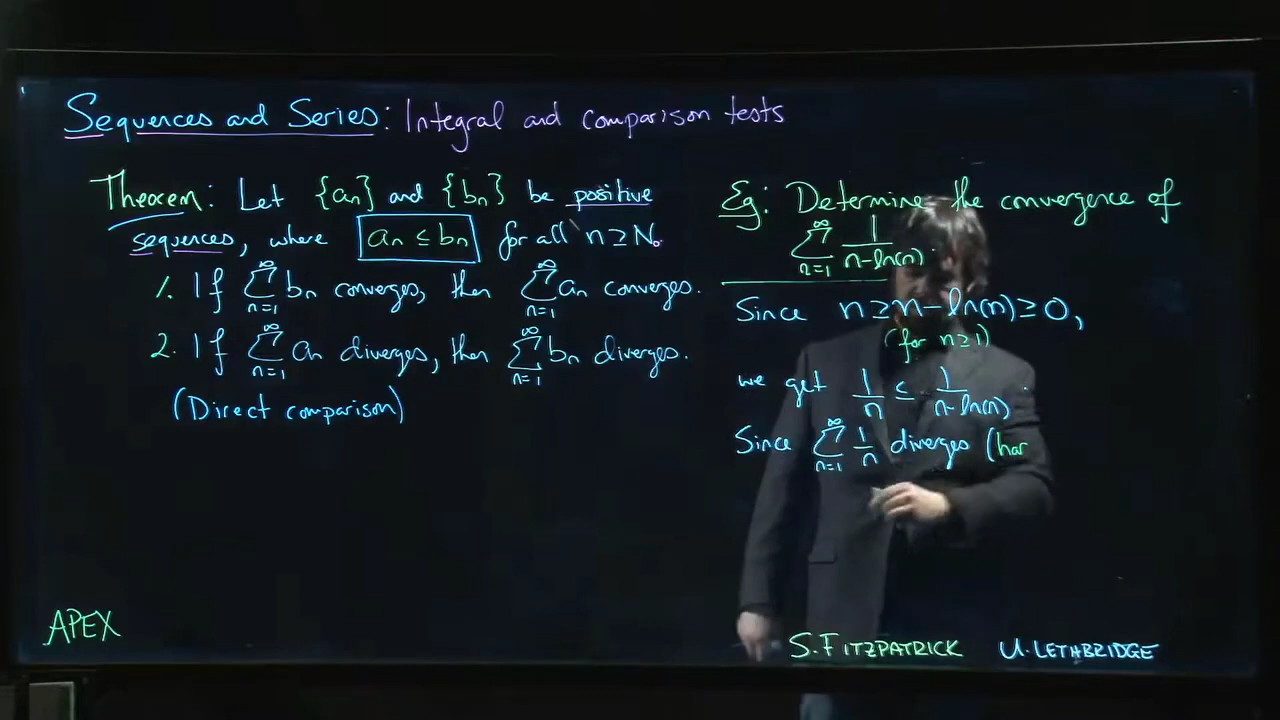 Sequences and Series: Integral and comparison tests
Theorem: Let {aₙ} and {bₙ} be positive
sequences, where aₙ ≤ bₙ for all n ≥ N₀.
1. If ∑_{n=1}^{∞} bₙ converges, then ∑_{n=1}^{∞} aₙ converges.
2. If ∑_{n=1}^{∞} aₙ diverges, then ∑_{n=1}^{∞} bₙ diverges.
(Direct comparison)
Eg: Determine the convergence of
∑_{n=1}^{∞} 1/(n-ln(n)).
Since n ≥ n-ln(n) ≥ 0,
(for n≥1)
we get 1/n ≤ 1/(n-ln(n)).
Since ∑_{n=1}^{∞} 1/n diverges (har
APEX
S. FITZPATRICK U. LETHBRIDGE